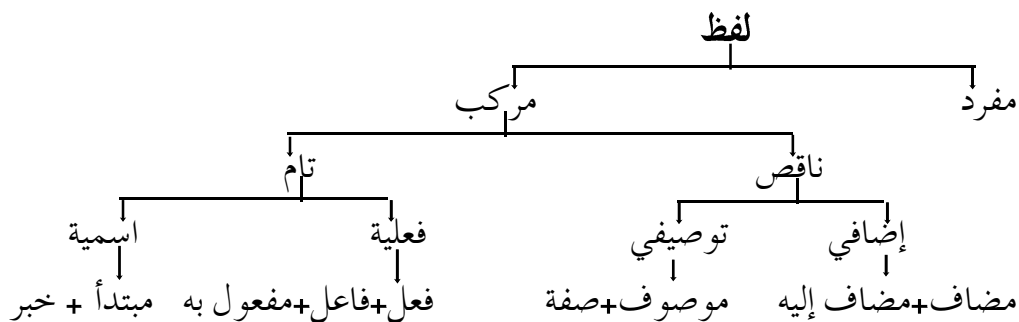 لفظ
مفرد مركب
ناقص تام
إضافي توصيفي فعلية اسمية
مضاف+مضاف إليه موصوف+صفة فعل+فاعل+مفعول به مبتدأ + خبر